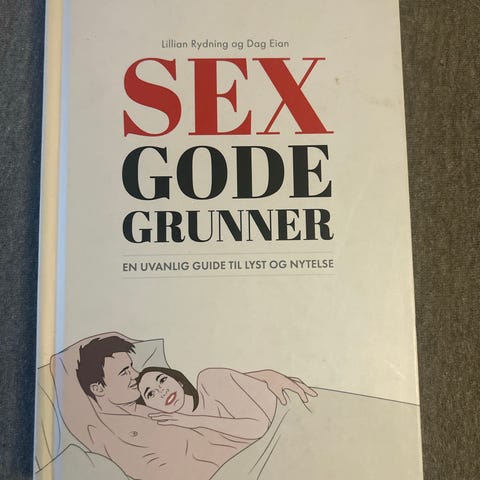 Lillian Rydning og Dag Eian
SEX
GODE
GRUNNER
EN UVANLIG GUIDE TIL LYST OG NYTELSE